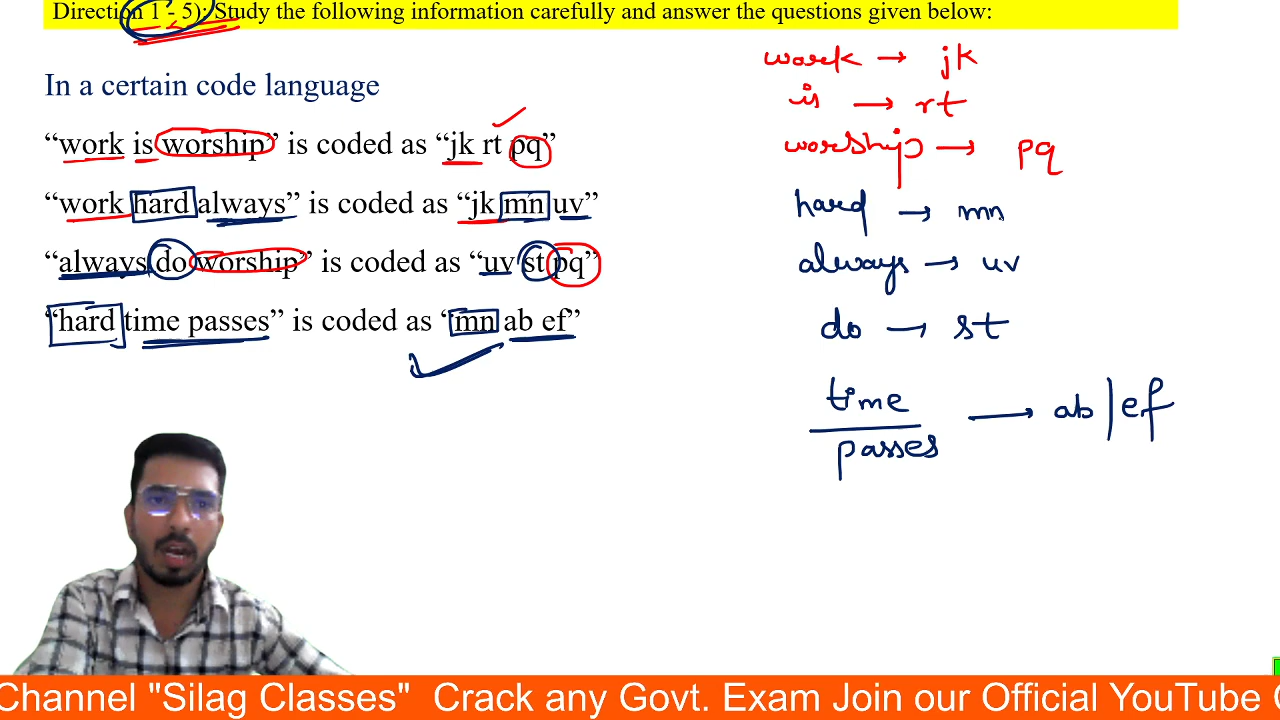 Direction 1 - 5): Study the following information carefully and answer the questions given below:
In a certain code language
“work is worship” is coded as “jk rt pq”
“work hard always” is coded as “jk mn uv”
“always do worship” is coded as “uv st pq”
“hard time passes” is coded as “mn ab ef”
work → jk
is → rt
worship → pq
hard → mn
always → uv
do → st
time
passes → ab | ef
Channel "Silag Classes" Crack any Govt. Exam Join our Official YouTube